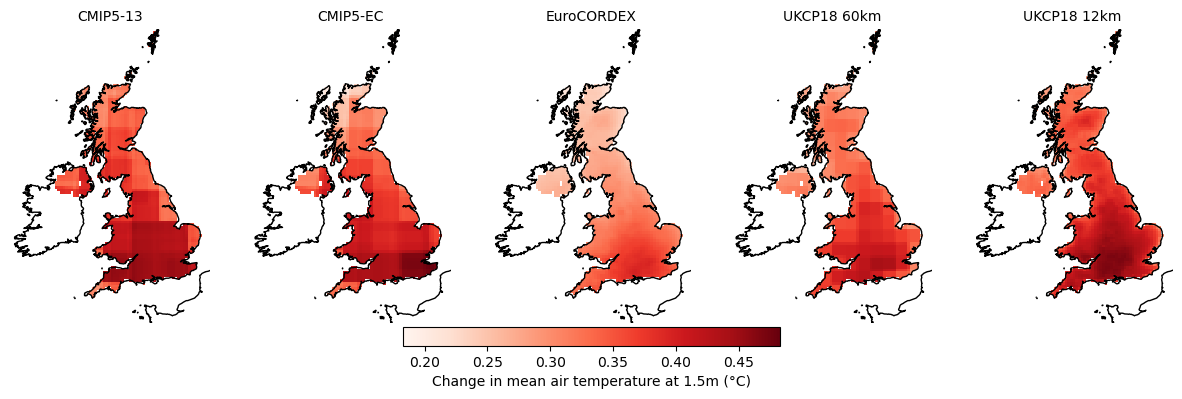 CMIP5-13 CMIP5-EC EuroCORDEX UKCP18 60km UKCP18 12km
0.20 0.25 0.30 0.35 0.40 0.45
Change in mean air temperature at 1.5m (°C)